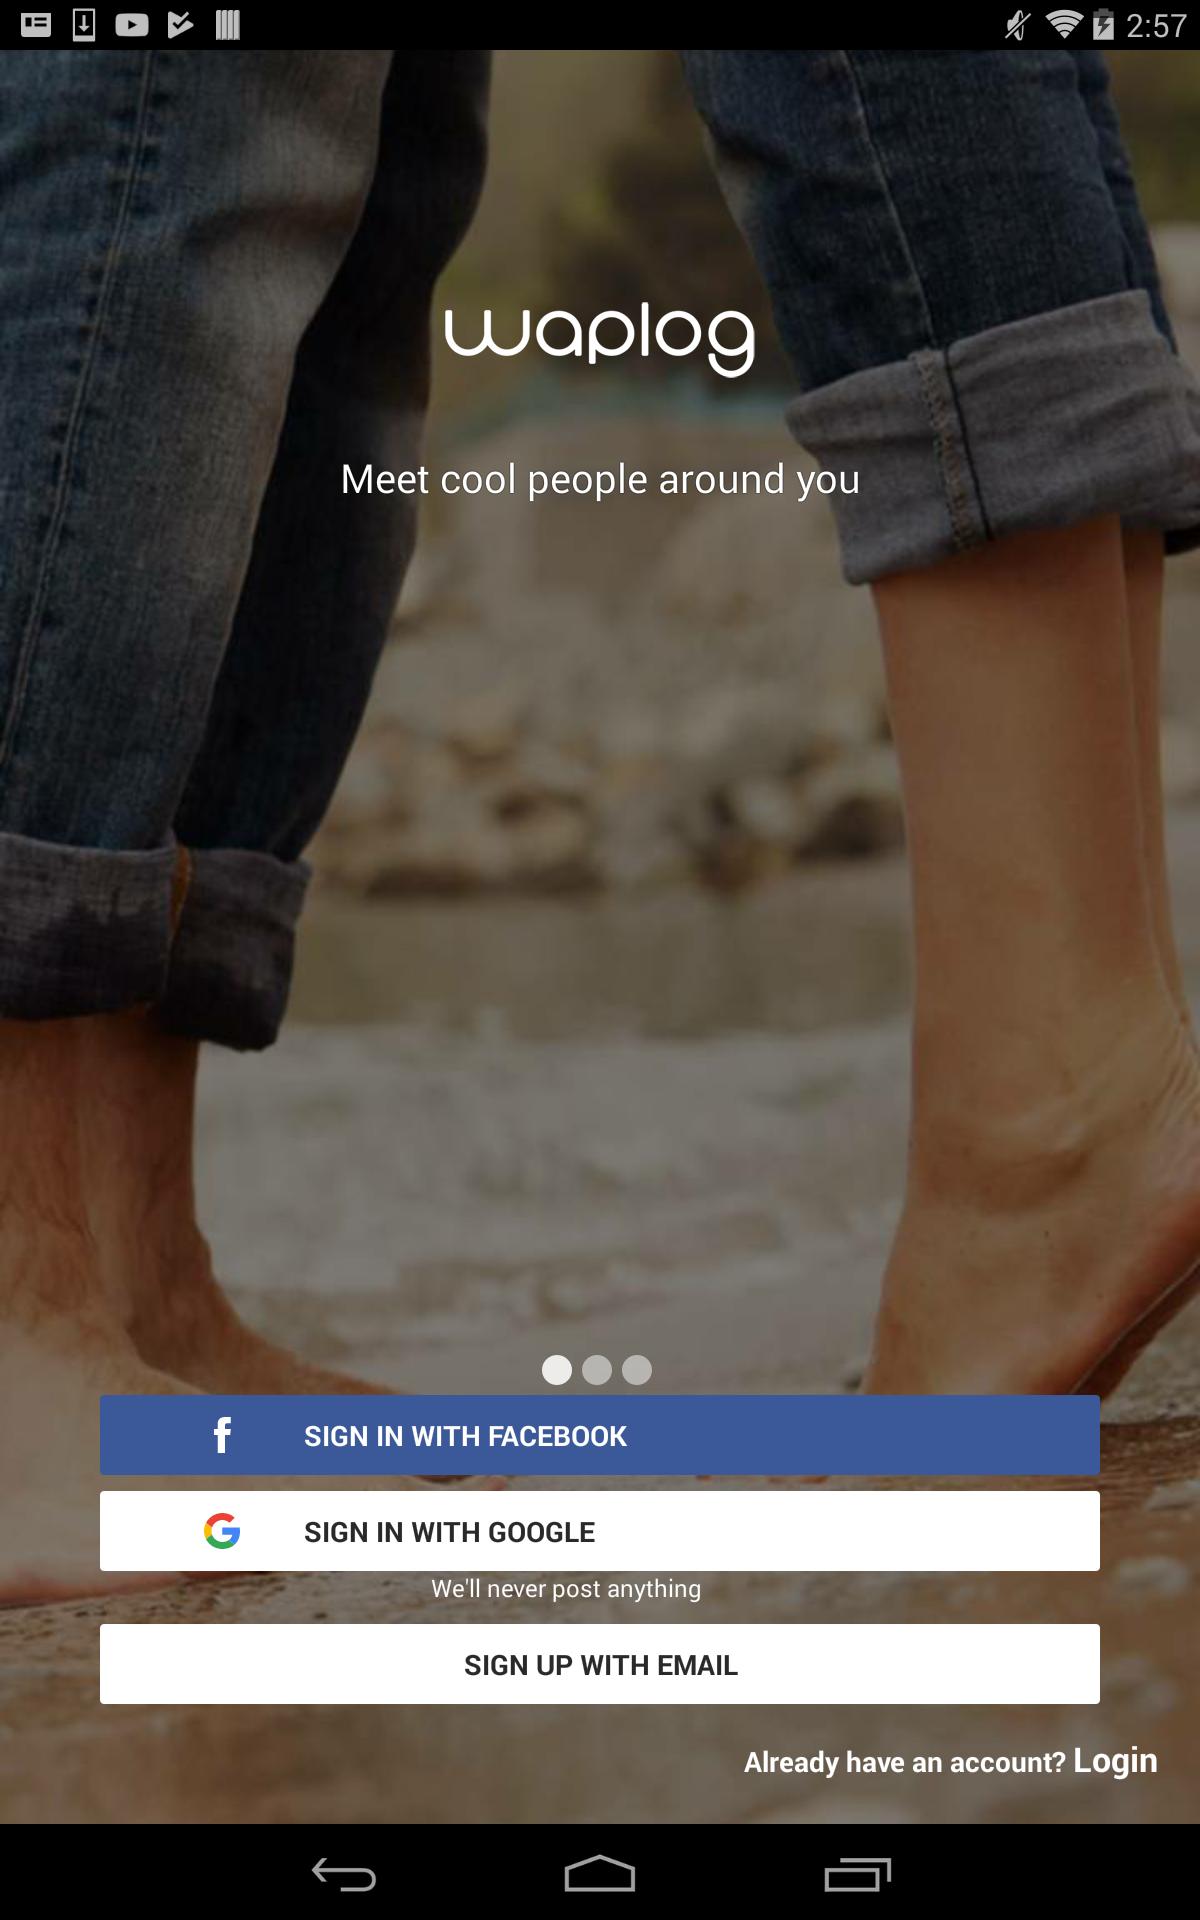 2:57
waplog
Meet cool people around you
SIGN IN WITH FACEBOOK
SIGN IN WITH GOOGLE
We'll never post anything
SIGN UP WITH EMAIL
Already have an account? Login